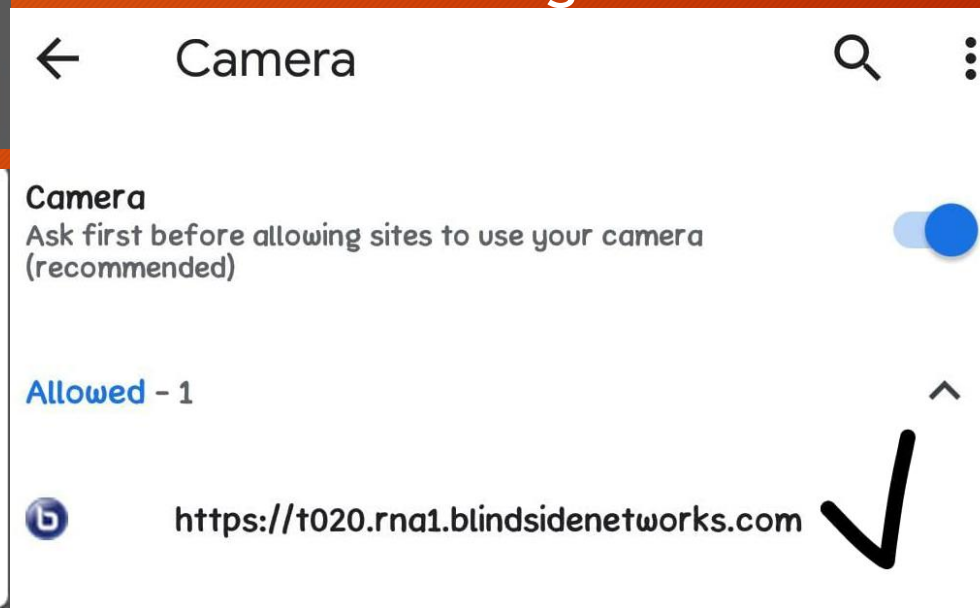 Camera
Camera
Ask first before allowing sites to use your camera
(recommended)
Allowed - 1
b
https://t020.rna1.blindsidenetworks.com